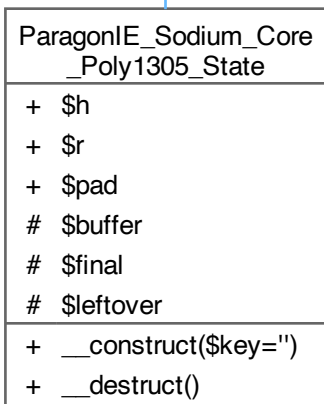 ParagonIE_Sodium_Core
_Poly1305_State
+ $h
+ $r
+ $pad
# $buffer
# $final
# $leftover
+ __construct($key='')
+ __destruct()